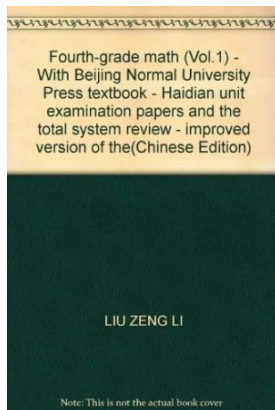 Fourth-grade math (Vol.1) -
With Beijing Normal University
Press textbook - Haidian unit
examination papers and the
total system review - improved
version of the(Chinese Edition)
LIU ZENG LI
Note: This is not the actual book cover